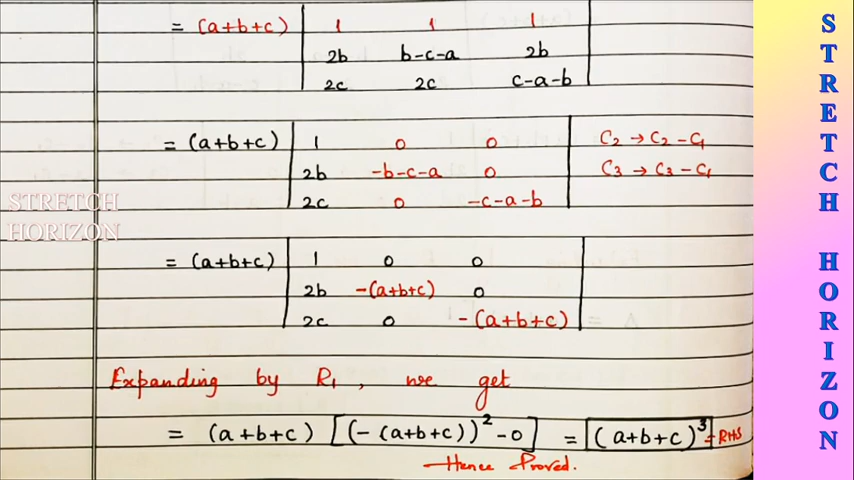 = (a+b+c) | 1 1 1 |
| 2b b-c-a 2b |
| 2c 2c c-a-b |
= (a+b+c) | 1 0 0 | C2 → C2 - C1
| 2b -b-c-a 0 | C3 → C3 - C1
| 2c 0 -c-a-b |
STRETCH
HORIZON
= (a+b+c) | 1 0 0 |
| 2b -(a+b+c) 0 |
| 2c 0 -(a+b+c) |
Expanding by R1, we get
= (a+b+c) [(-(a+b+c))² - 0] = (a+b+c)³ = RHS
Hence Proved.
STRETCH HORIZON